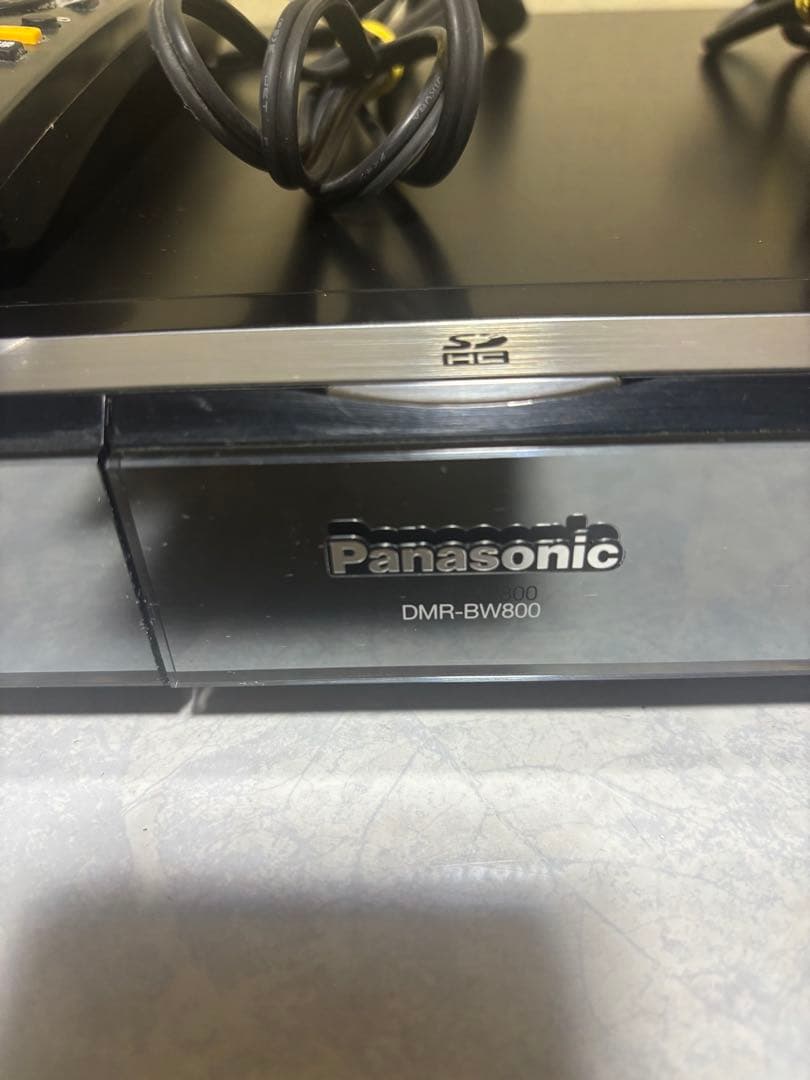 SD
HC
Panasonic
DMR-BW800